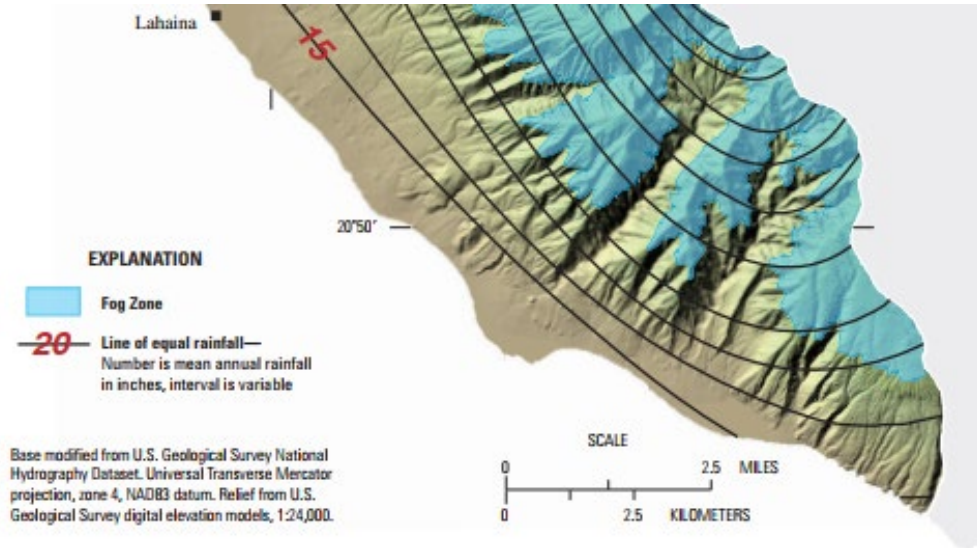 Lahaina
15
20°50'
EXPLANATION
Fog Zone
20
Line of equal rainfall—
Number is mean annual rainfall
in inches, interval is variable
Base modified from U.S. Geological Survey National
Hydrography Dataset. Universal Transverse Mercator
projection, zone 4, NAD83 datum. Relief from U.S.
Geological Survey digital elevation models, 1:24,000.
SCALE
0 2.5 MILES
0 2.5 KILOMETERS